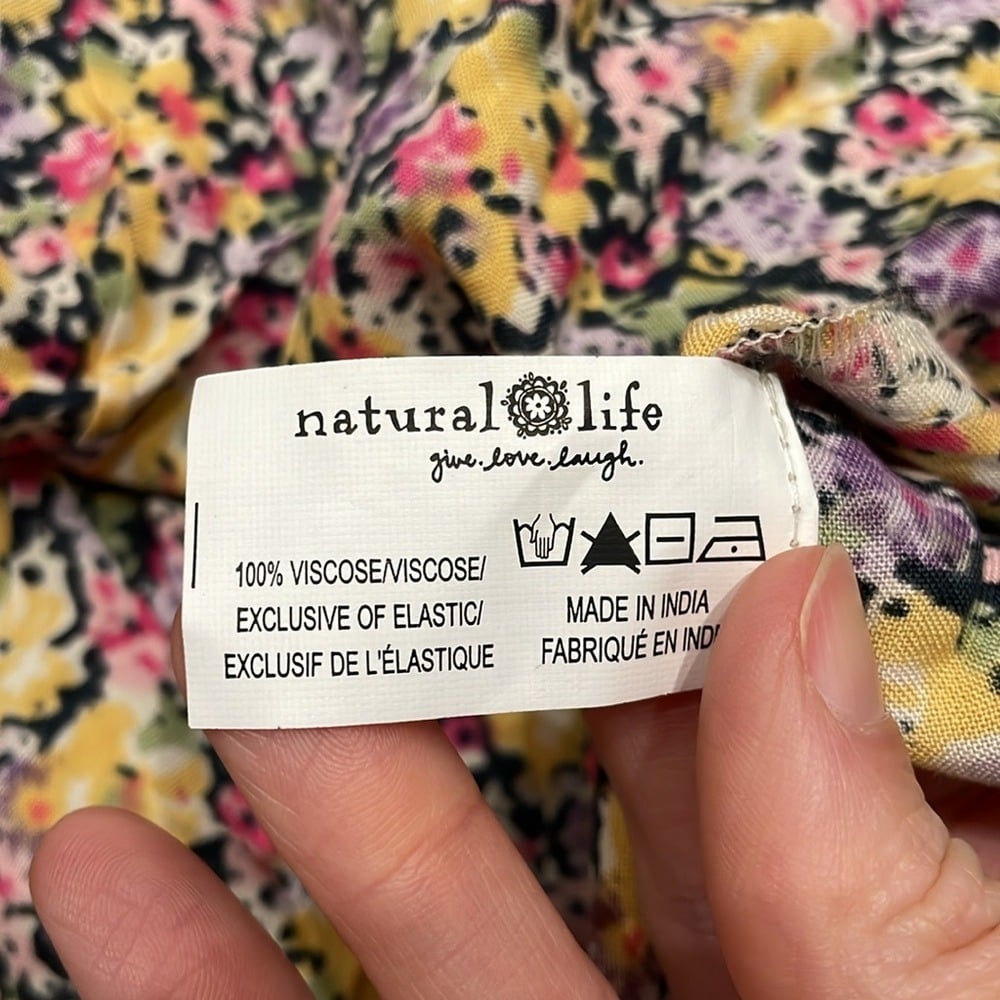 natural life
give.love.laugh.
100% VISCOSE/VISCOSE/
EXCLUSIVE OF ELASTIC/
EXCLUSIF DE L'ÉLASTIQUE
MADE IN INDIA
FABRIQUÉ EN